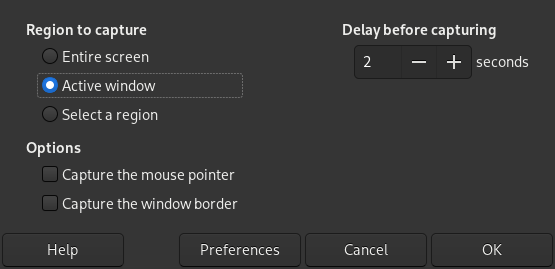 Region to capture
Entire screen
Active window
Select a region
Options
Capture the mouse pointer
Capture the window border
Delay before capturing
2 seconds
Help
Preferences
Cancel
OK